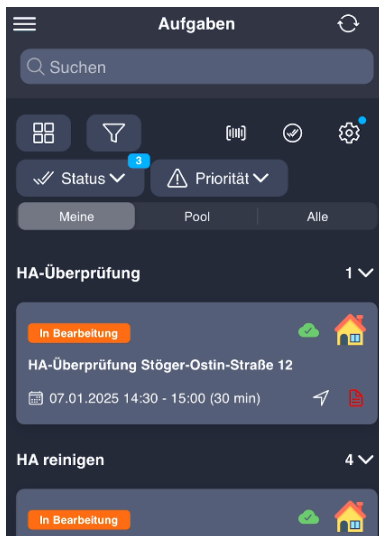 Aufgaben
Suchen
3
Status
Priorität
Meine Pool Alle
HA-Überprüfung 1
In Bearbeitung
HA-Überprüfung Stöger-Ostin-Straße 12
07.01.2025 14:30 - 15:00 (30 min)
HA reinigen 4
In Bearbeitung